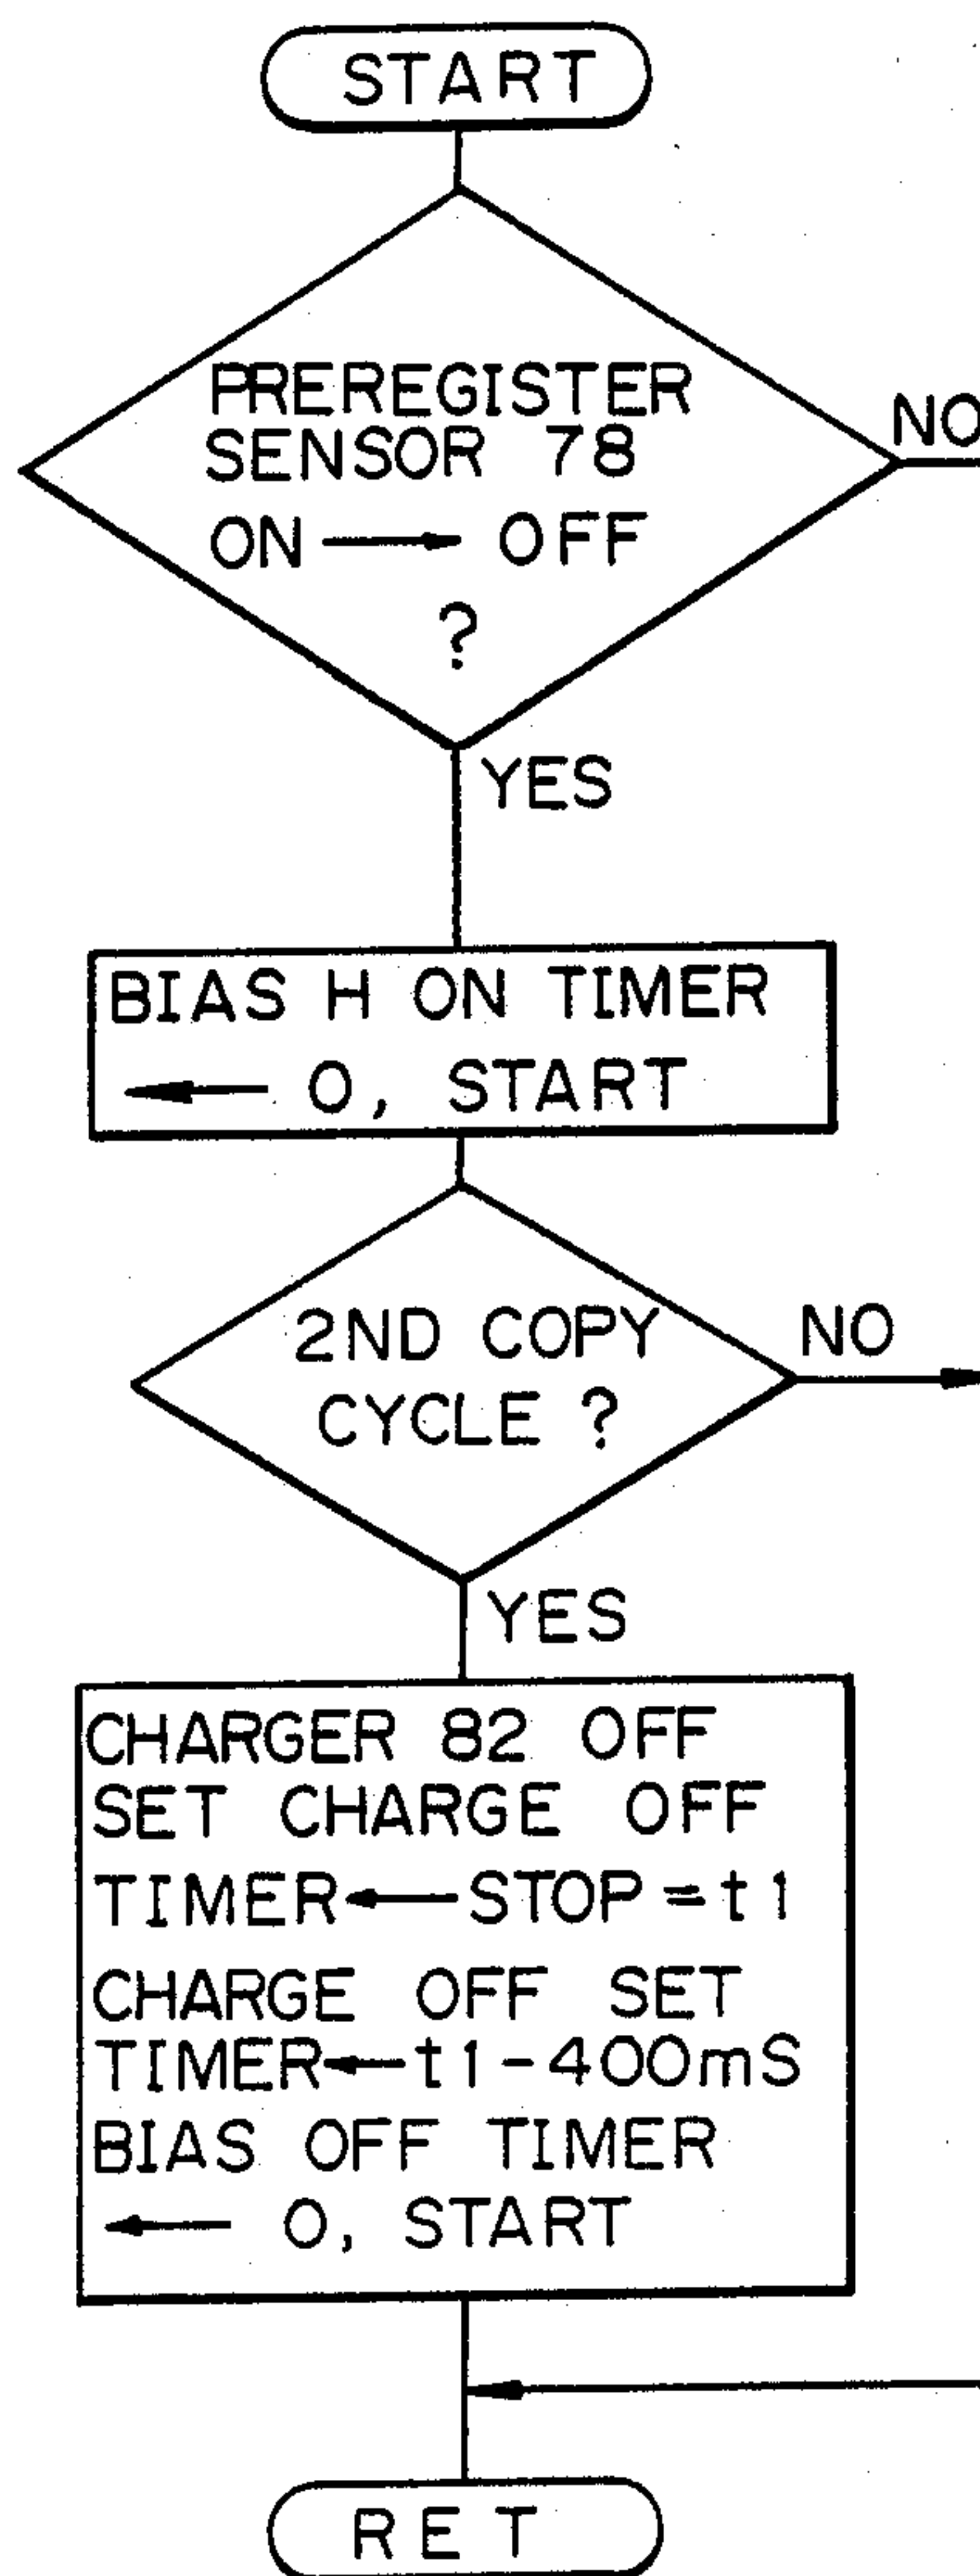 START
PREREGISTER
SENSOR 78
ON → OFF
?
NO
YES
BIAS H ON TIMER
← 0, START
2ND COPY
CYCLE ?
NO
YES
CHARGER 82 OFF
SET CHARGE OFF
TIMER←STOP=t1
CHARGE OFF SET
TIMER←t1-400mS
BIAS OFF TIMER
← 0, START
RET